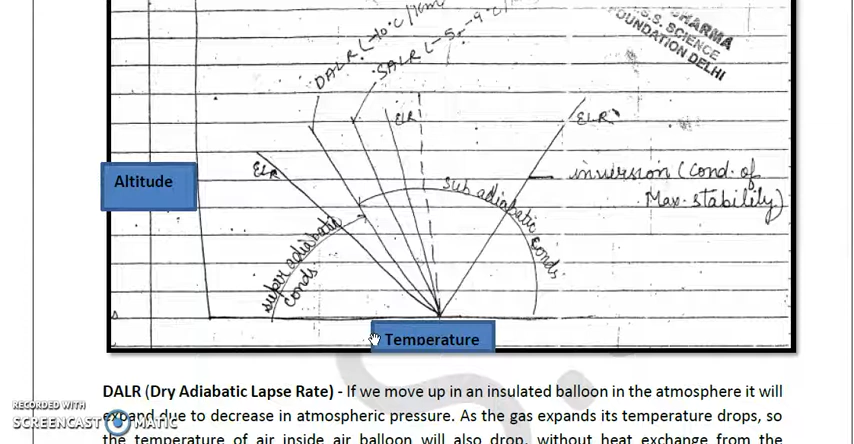 SHARMA
S.S. SCIENCE
FOUNDATION DELHI
DALR (-10°C/1km
SALR (-5 - 9°C/
ELR
ELR
ELR
inversion (Cond. of
Max. stability)
Altitude
sub adiabatic conds
super adiabatic
conds.
Temperature
DALR (Dry Adiabatic Lapse Rate) - If we move up in an insulated balloon in the atmosphere it will
RECORDED WITH
expand due to decrease in atmospheric pressure. As the gas expands its temperature drops, so
SCREENCAST MATIC
the temperature of air inside air balloon will also drop, without heat exchange from the